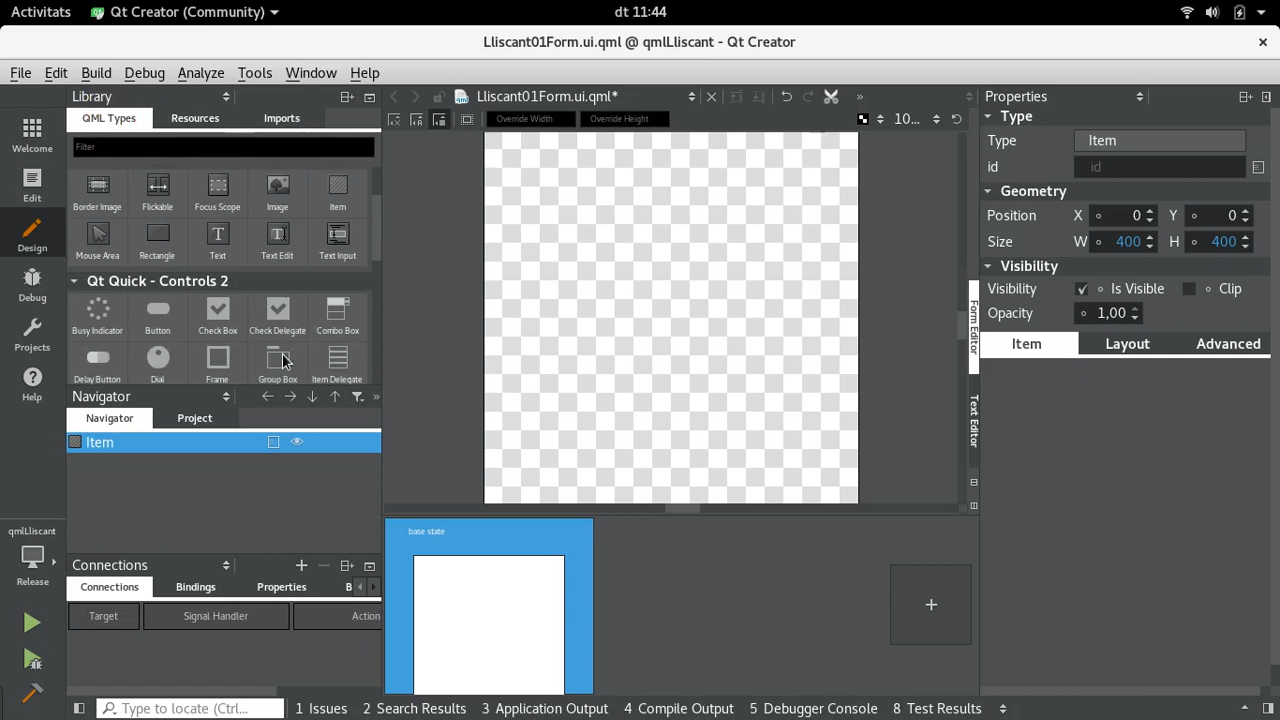 Activitats Qt Creator (Community) dt 11:44
Lliscant01Form.ui.qml @ qmlLliscant - Qt Creator
File Edit Build Debug Analyze Tools Window Help
Library
QML Types Resources Imports
Filter
Border Image Flickable Focus Scope Image Item
Mouse Area Rectangle Text Text Edit Text Input
Qt Quick - Controls 2
Busy Indicator Button Check Box Check Delegate Combo Box
Delay Button Dial Frame Group Box Item Delegate
Navigator
Navigator Project
Item
Connections
Connections Bindings Properties B
Target Signal Handler Action
Welcome
Edit
Design
Debug
Projects
Help
qmlLliscant
Release
Lliscant01Form.ui.qml*
Override Width Override Height 10...
base state
Form Editor
Text Editor
Properties
Type
Type Item
id id
Geometry
Position X 0 Y 0
Size W 400 H 400
Visibility
Visibility Is Visible Clip
Opacity 1,00
Item Layout Advanced
Type to locate (Ctrl... 1 Issues 2 Search Results 3 Application Output 4 Compile Output 5 Debugger Console 8 Test Results